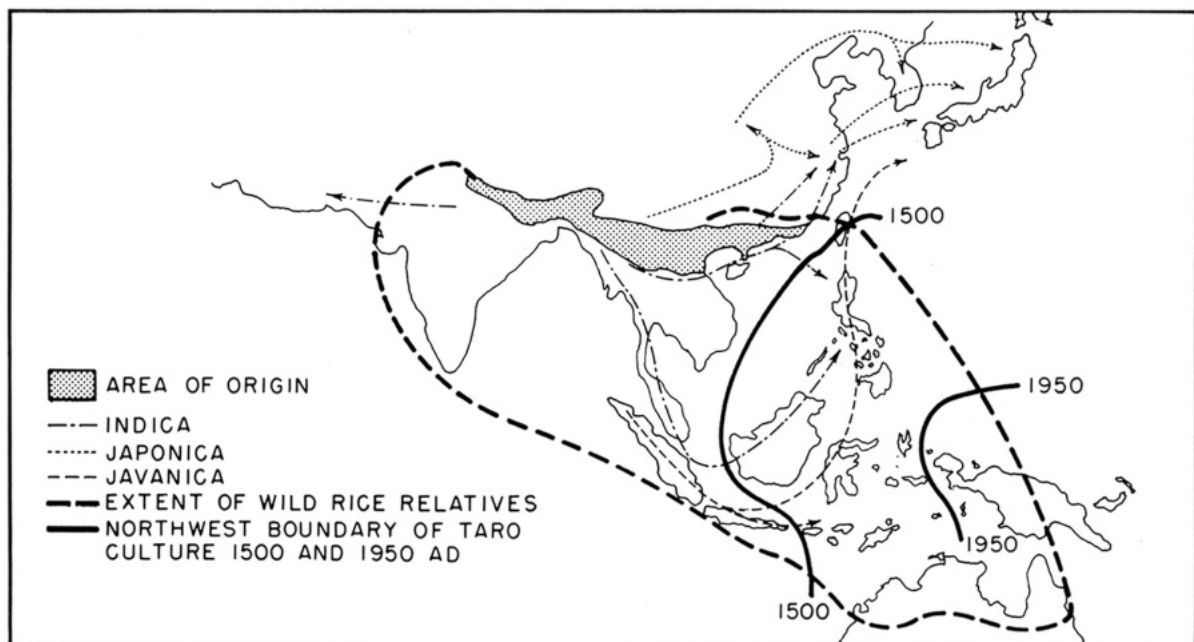 1500
1950
AREA OF ORIGIN
INDICA
JAPONICA
JAVANICA
EXTENT OF WILD RICE RELATIVES
NORTHWEST BOUNDARY OF TARO
CULTURE 1500 AND 1950 AD
1950
1500